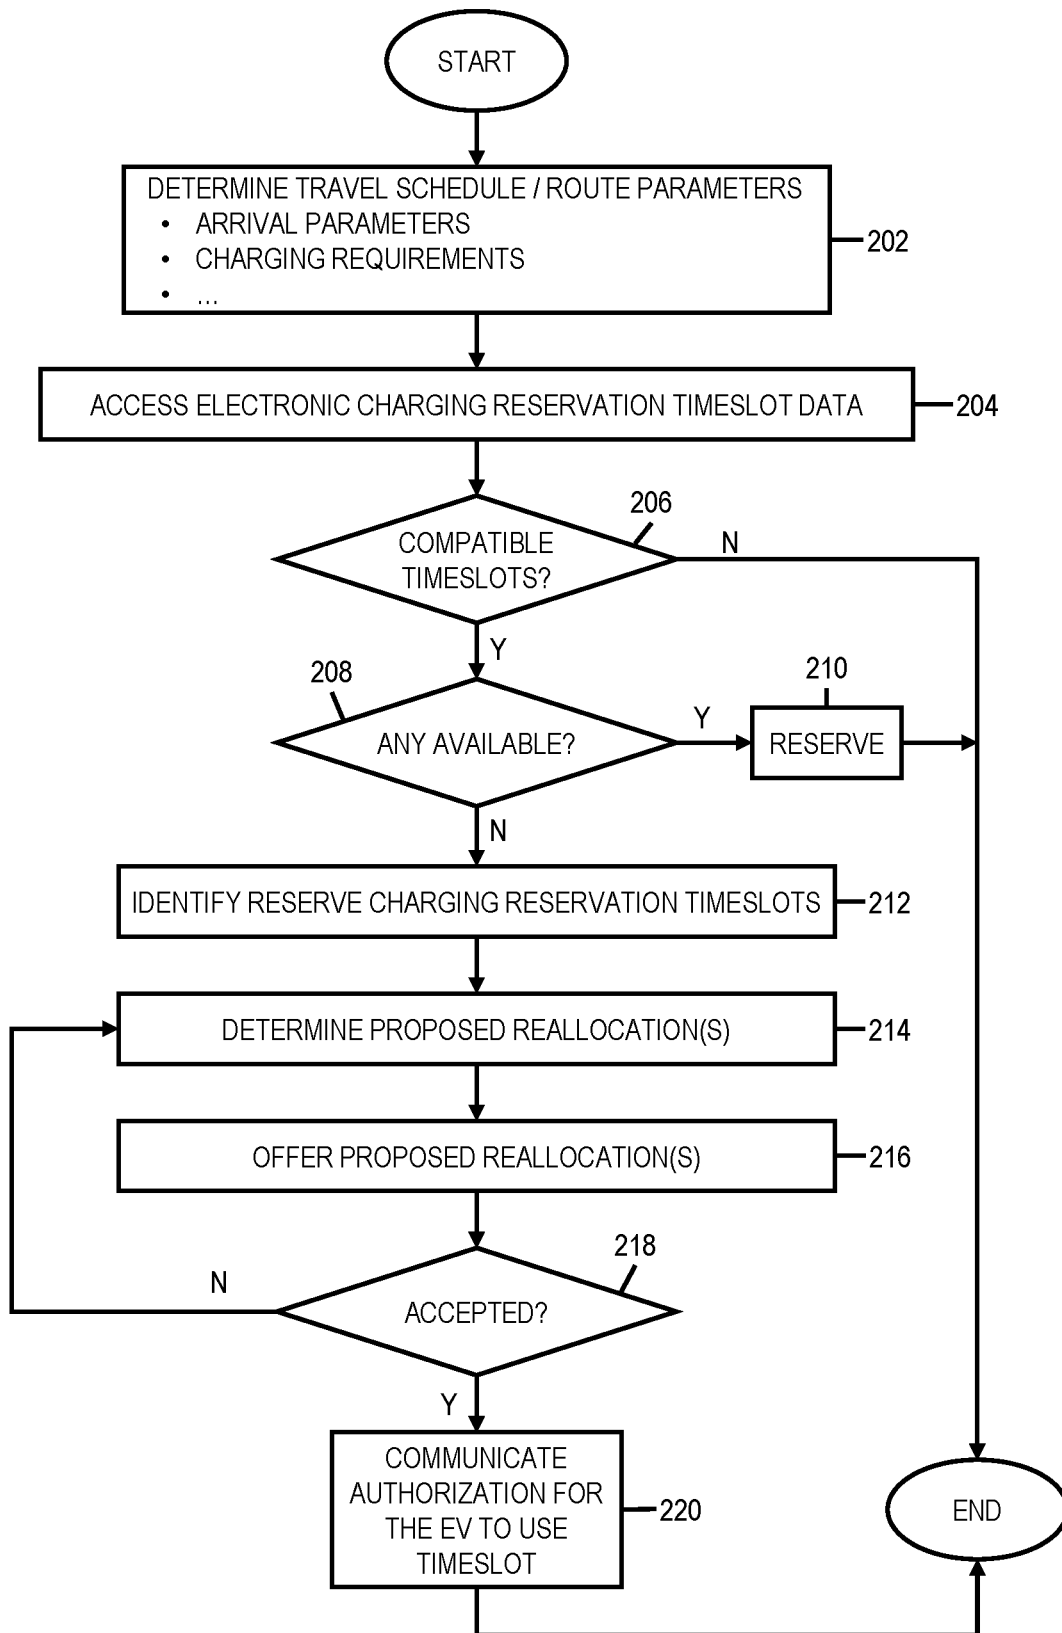 START
DETERMINE TRAVEL SCHEDULE / ROUTE PARAMETERS
• ARRIVAL PARAMETERS
• CHARGING REQUIREMENTS
• ...
202
ACCESS ELECTRONIC CHARGING RESERVATION TIMESLOT DATA
204
206
COMPATIBLE
TIMESLOTS?
N
Y
208
ANY AVAILABLE?
Y
210
RESERVE
N
IDENTIFY RESERVE CHARGING RESERVATION TIMESLOTS
212
DETERMINE PROPOSED REALLOCATION(S)
214
OFFER PROPOSED REALLOCATION(S)
216
218
N
ACCEPTED?
Y
COMMUNICATE
AUTHORIZATION FOR
THE EV TO USE
TIMESLOT
220
END